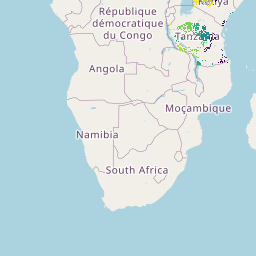 Kenya
République
démocratique
du Congo
Tanzania
Angola
Moçambique
Namibia
South Africa